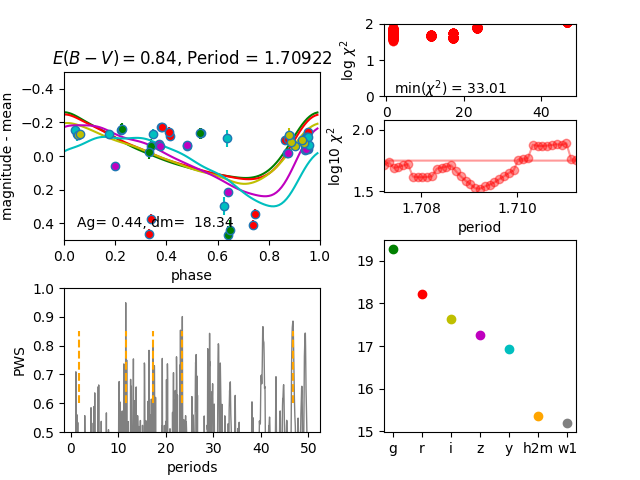 E(B − V) = 0.84, Period = 1.70922
magnitude - mean
−0.4
−0.2
0.0
0.2
0.4
Ag= 0.44, dm=  18.34
0.0 0.2 0.4 0.6 0.8 1.0
phase
log χ²
2
1
0
min(χ²) = 33.01
0 20 40
log10 χ²
2.0
1.5
1.708 1.710
period
PWS
1.0
0.9
0.8
0.7
0.6
0.5
0 10 20 30 40 50
periods
19
18
17
16
15
g r i z y h2m w1